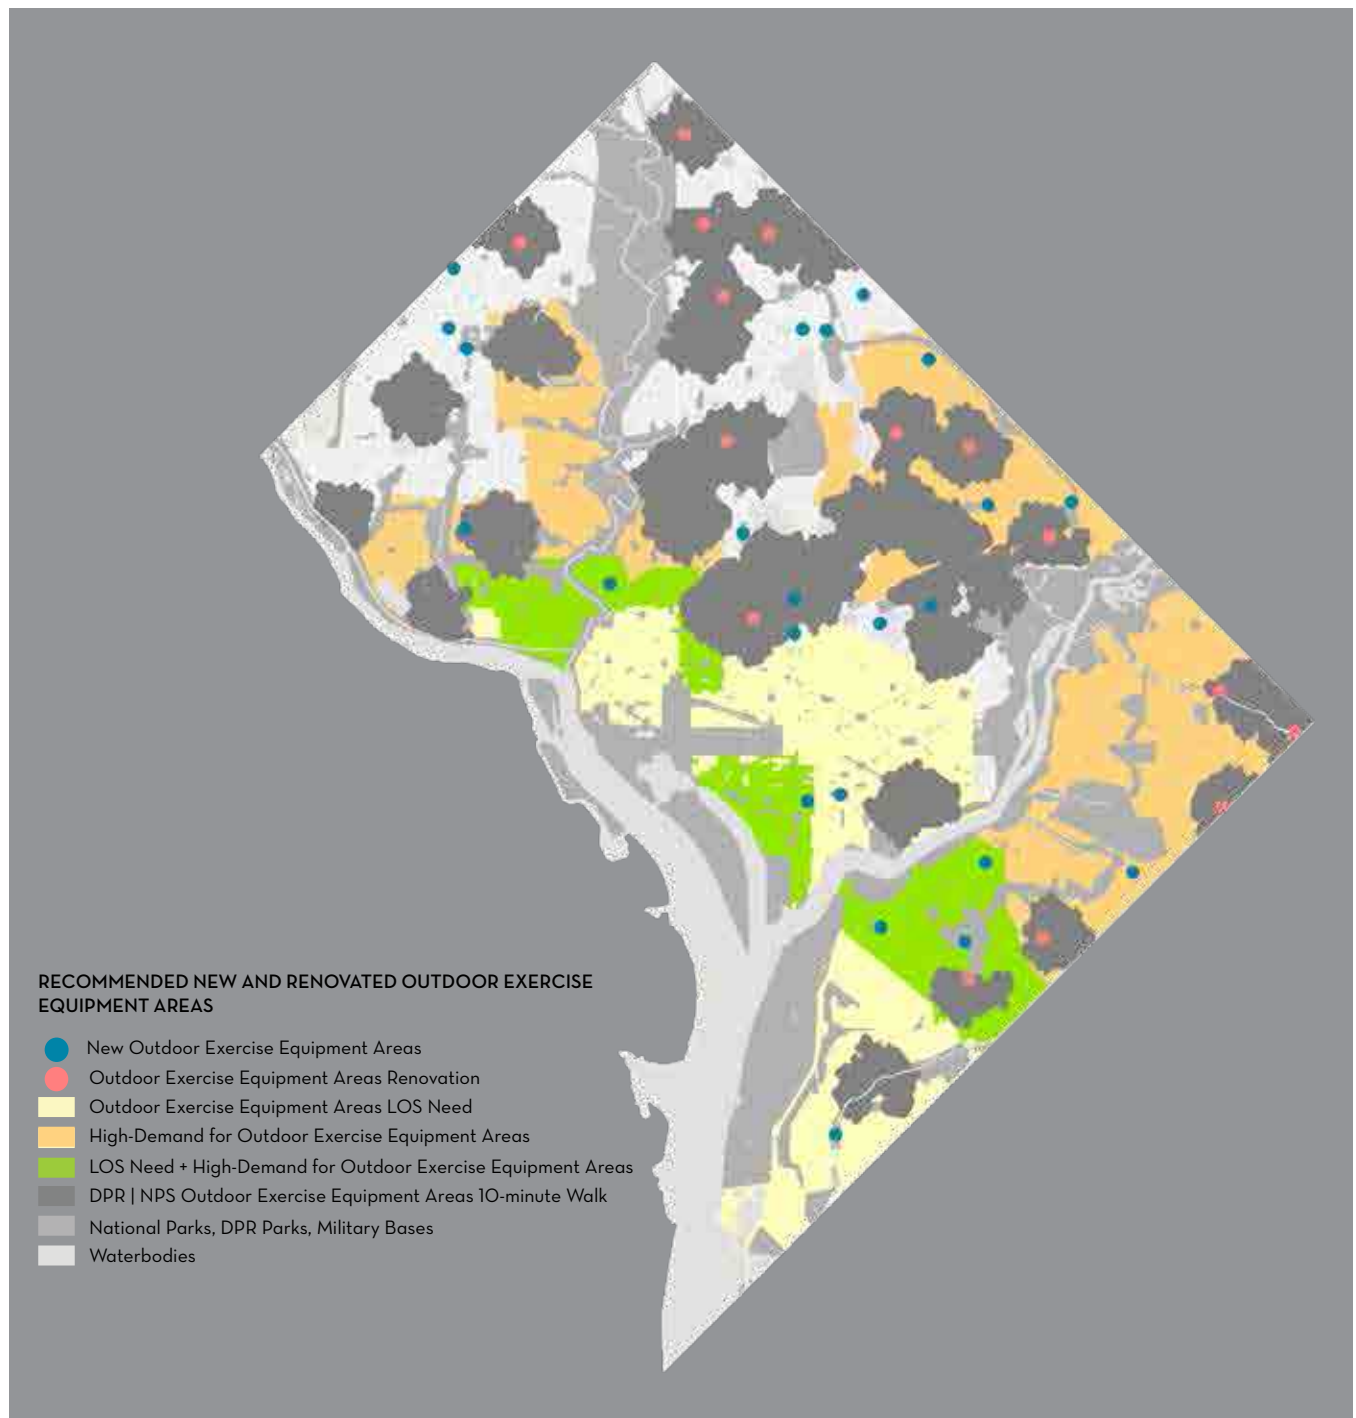 RECOMMENDED NEW AND RENOVATED OUTDOOR EXERCISE
EQUIPMENT AREAS
New Outdoor Exercise Equipment Areas
Outdoor Exercise Equipment Areas Renovation
Outdoor Exercise Equipment Areas LOS Need
High-Demand for Outdoor Exercise Equipment Areas
LOS Need + High-Demand for Outdoor Exercise Equipment Areas
DPR | NPS Outdoor Exercise Equipment Areas 10-minute Walk
National Parks, DPR Parks, Military Bases
Waterbodies